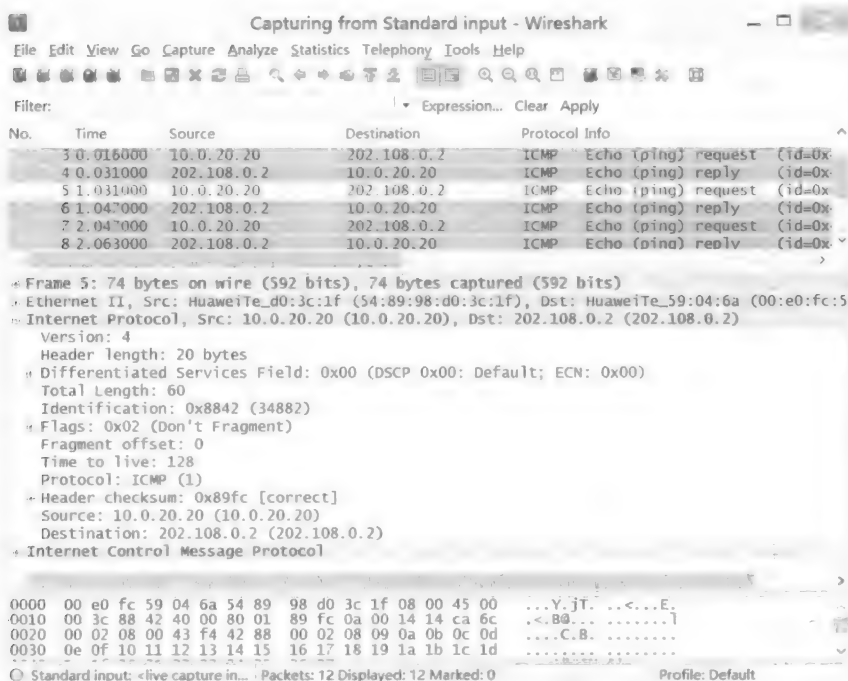 Capturing from Standard input - Wireshark
File Edit View Go Capture Analyze Statistics Telephony Tools Help
Filter: Expression... Clear Apply
No. Time Source Destination Protocol Info
3 0.016000 10.0.20.20 202.108.0.2 ICMP Echo (ping) request (id=0x
4 0.031000 202.108.0.2 10.0.20.20 ICMP Echo (ping) reply (id=0x
5 1.031000 10.0.20.20 202.108.0.2 ICMP Echo (ping) request (id=0x
6 1.047000 202.108.0.2 10.0.20.20 ICMP Echo (ping) reply (id=0x
7 2.047000 10.0.20.20 202.108.0.2 ICMP Echo (ping) request (id=0x
8 2.063000 202.108.0.2 10.0.20.20 ICMP Echo (ping) reply (id=0x
Frame 5: 74 bytes on wire (592 bits), 74 bytes captured (592 bits)
Ethernet II, Src: HuaweiTe_d0:3c:1f (54:89:98:d0:3c:1f), Dst: HuaweiTe_59:04:6a (00:e0:fc:5
Internet Protocol, Src: 10.0.20.20 (10.0.20.20), Dst: 202.108.0.2 (202.108.0.2)
Version: 4
Header length: 20 bytes
Differentiated Services Field: 0x00 (DSCP 0x00: Default; ECN: 0x00)
Total Length: 60
Identification: 0x8842 (34882)
Flags: 0x02 (Don't Fragment)
Fragment offset: 0
Time to live: 128
Protocol: ICMP (1)
Header checksum: 0x89fc [correct]
Source: 10.0.20.20 (10.0.20.20)
Destination: 202.108.0.2 (202.108.0.2)
Internet Control Message Protocol
0000 00 e0 fc 59 04 6a 54 89 98 d0 3c 1f 08 00 45 00 ...Y.jT. ..<...E.
0010 00 3c 88 42 40 00 80 01 89 fc 0a 00 14 14 ca 6c .<.B@... .......l
0020 00 02 08 00 43 f4 42 88 00 02 08 09 0a 0b 0c 0d ....C.B. ........
0030 0e 0f 10 11 12 13 14 15 16 17 18 19 1a 1b 1c 1d ........ ........
Standard input: <live capture in... Packets: 12 Displayed: 12 Marked: 0 Profile: Default